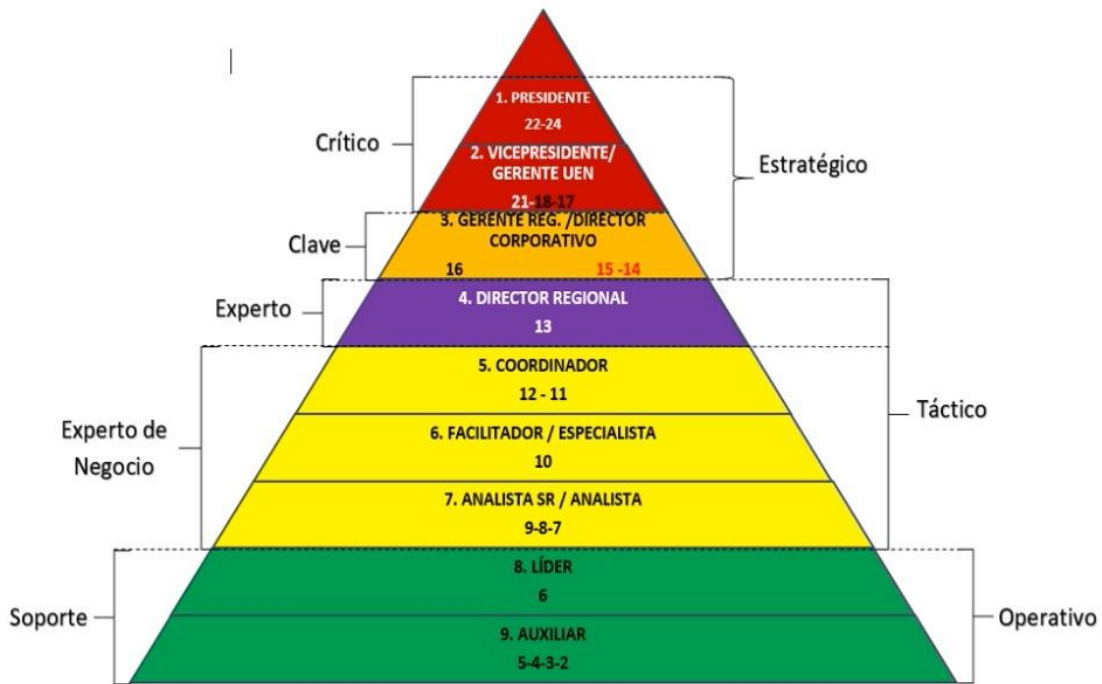 1. PRESIDENTE
22-24
Crítico
2. VICEPRESIDENTE/
GERENTE UEN
21-18-17
Estratégico
Clave
3. GERENTE REG. /DIRECTOR
CORPORATIVO
16 15 -14
Experto
4. DIRECTOR REGIONAL
13
5. COORDINADOR
12 - 11
Táctico
Experto de
Negocio
6. FACILITADOR / ESPECIALISTA
10
7. ANALISTA SR / ANALISTA
9-8-7
8. LÍDER
6
Soporte
Operativo
9. AUXILIAR
5-4-3-2